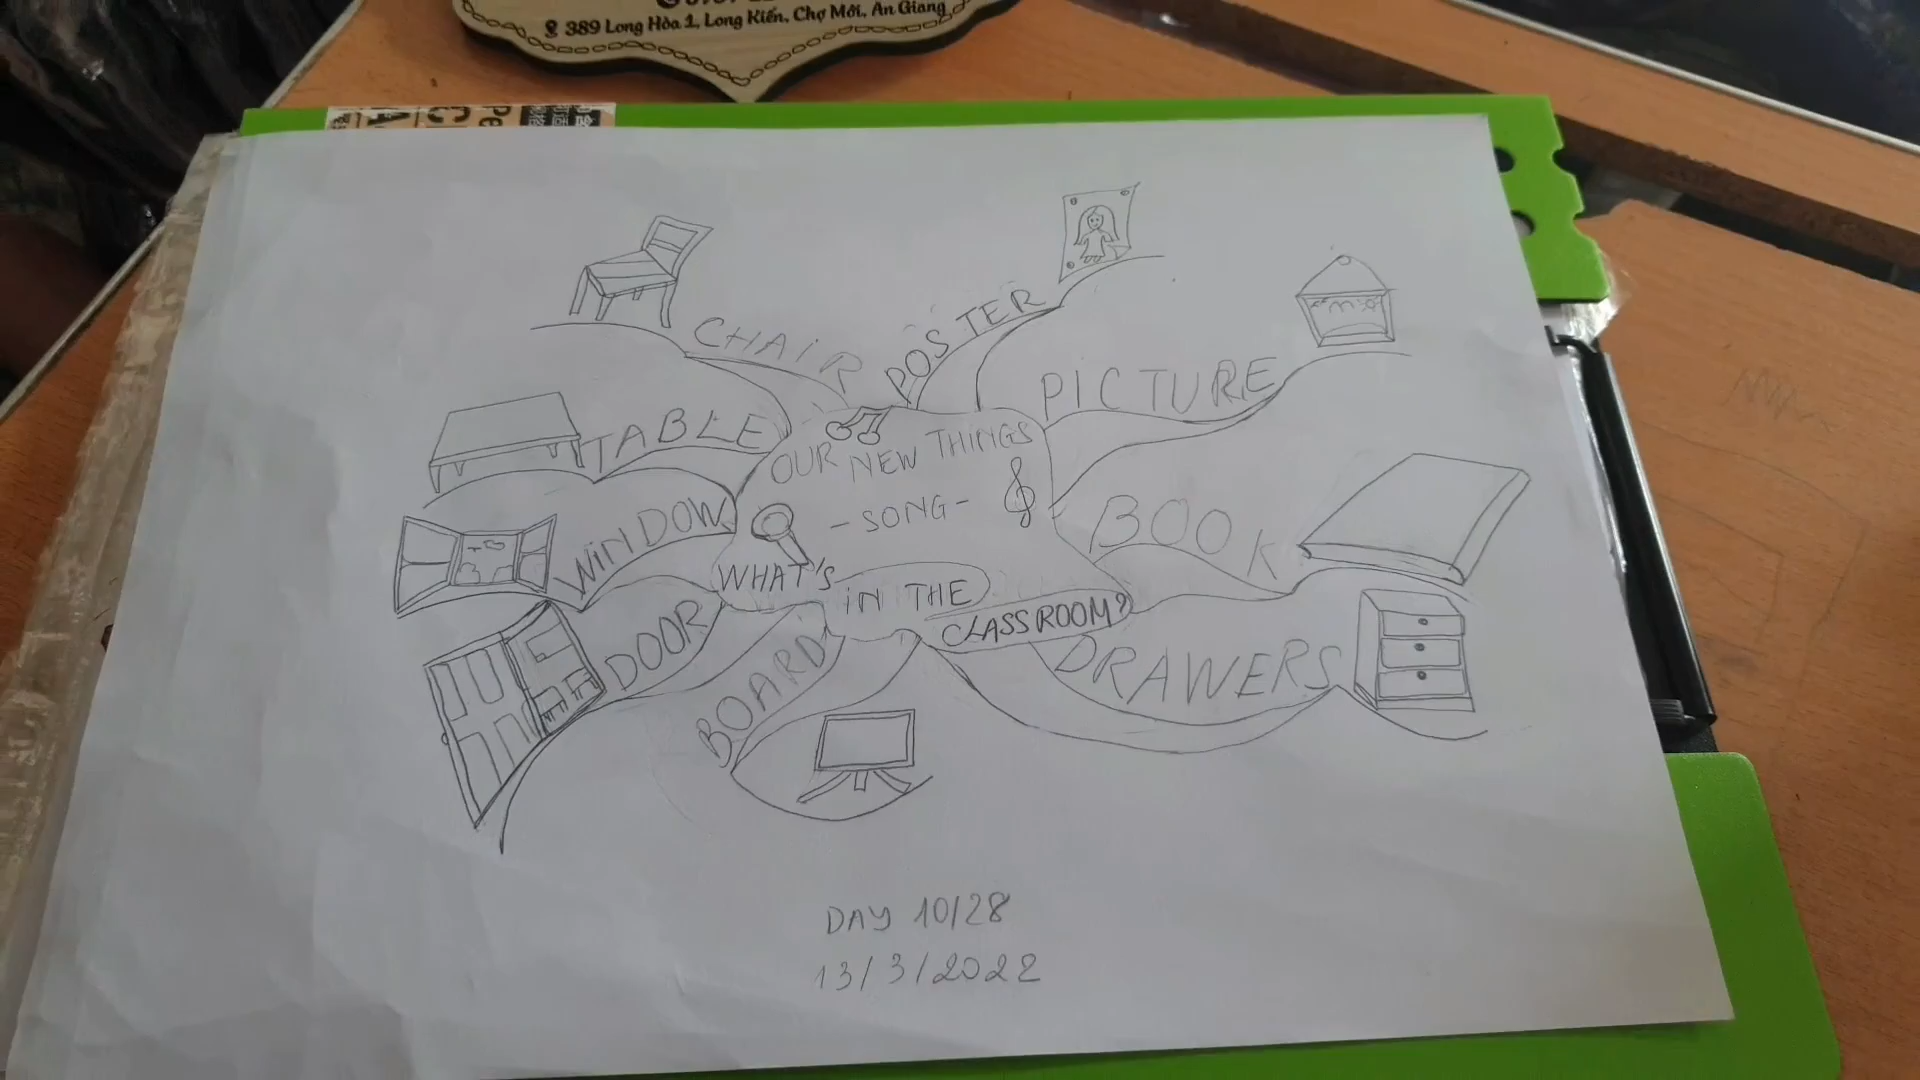 389 Long Hòa 1, Long Kiến, Chợ Mới, An Giang
CHAIR
POSTER
PICTURE
TABLE
OUR NEW THINGS
- SONG -
WINDOW
BOOK
WHAT'S
IN THE
CLASSROOM?
DOOR
BOARD
DRAWERS
DAY 10/28
13/3/2022